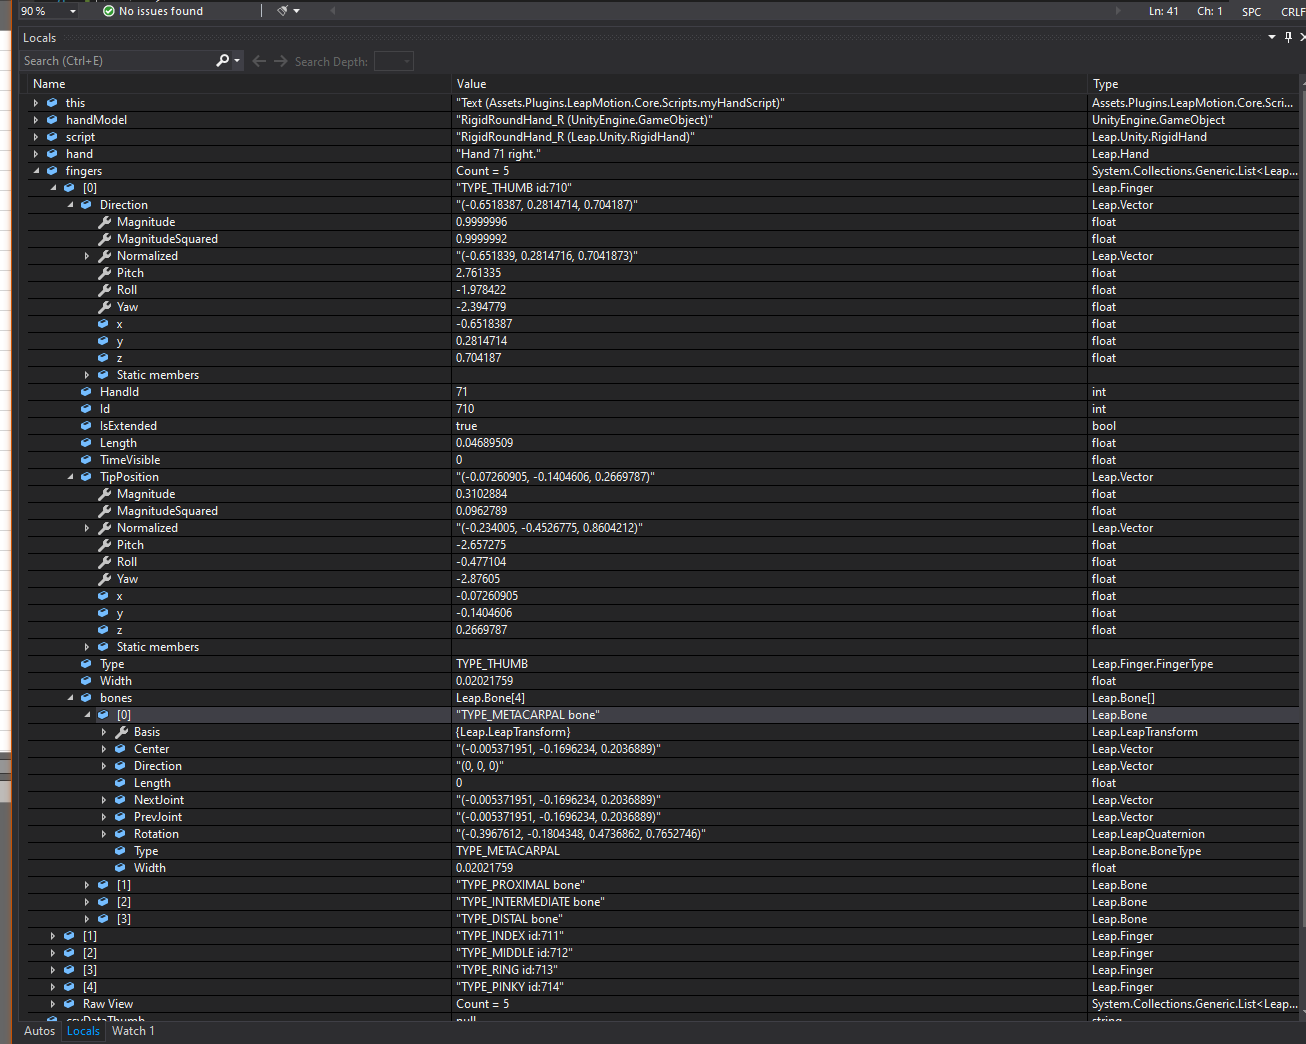 90 % No issues found Ln: 41 Ch: 1 SPC CRLF
Locals
Search (Ctrl+E) Search Depth:
Name Value Type
this "Text (Assets.Plugins.LeapMotion.Core.Scripts.myHandScript)" Assets.Plugins.LeapMotion.Core.Scri...
handModel "RigidRoundHand_R (UnityEngine.GameObject)" UnityEngine.GameObject
script "RigidRoundHand_R (Leap.Unity.RigidHand)" Leap.Unity.RigidHand
hand "Hand 71 right." Leap.Hand
fingers Count = 5 System.Collections.Generic.List<Leap...
[0] "TYPE_THUMB id:710" Leap.Finger
Direction "(-0.6518387, 0.2814714, 0.704187)" Leap.Vector
Magnitude 0.9999996 float
MagnitudeSquared 0.9999992 float
Normalized "(-0.651839, 0.2814716, 0.7041873)" Leap.Vector
Pitch 2.761335 float
Roll -1.978422 float
Yaw -2.394779 float
x -0.6518387 float
y 0.2814714 float
z 0.704187 float
Static members
HandId 71 int
Id 710 int
IsExtended true bool
Length 0.04689509 float
TimeVisible 0 float
TipPosition "(-0.07260905, -0.1404606, 0.2669787)" Leap.Vector
Magnitude 0.3102884 float
MagnitudeSquared 0.0962789 float
Normalized "(-0.234005, -0.4526775, 0.8604212)" Leap.Vector
Pitch -2.657275 float
Roll -0.477104 float
Yaw -2.87605 float
x -0.07260905 float
y -0.1404606 float
z 0.2669787 float
Static members
Type TYPE_THUMB Leap.Finger.FingerType
Width 0.02021759 float
bones Leap.Bone[4] Leap.Bone[]
[0] "TYPE_METACARPAL bone" Leap.Bone
Basis {Leap.LeapTransform} Leap.LeapTransform
Center "(-0.005371951, -0.1696234, 0.2036889)" Leap.Vector
Direction "(0, 0, 0)" Leap.Vector
Length 0 float
NextJoint "(-0.005371951, -0.1696234, 0.2036889)" Leap.Vector
PrevJoint "(-0.005371951, -0.1696234, 0.2036889)" Leap.Vector
Rotation "(-0.3967612, -0.1804348, 0.4736862, 0.7652746)" Leap.LeapQuaternion
Type TYPE_METACARPAL Leap.Bone.BoneType
Width 0.02021759 float
[1] "TYPE_PROXIMAL bone" Leap.Bone
[2] "TYPE_INTERMEDIATE bone" Leap.Bone
[3] "TYPE_DISTAL bone" Leap.Bone
[1] "TYPE_INDEX id:711" Leap.Finger
[2] "TYPE_MIDDLE id:712" Leap.Finger
[3] "TYPE_RING id:713" Leap.Finger
[4] "TYPE_PINKY id:714" Leap.Finger
Raw View Count = 5 System.Collections.Generic.List<Leap...
csvDataThumb null string
Autos Locals Watch 1